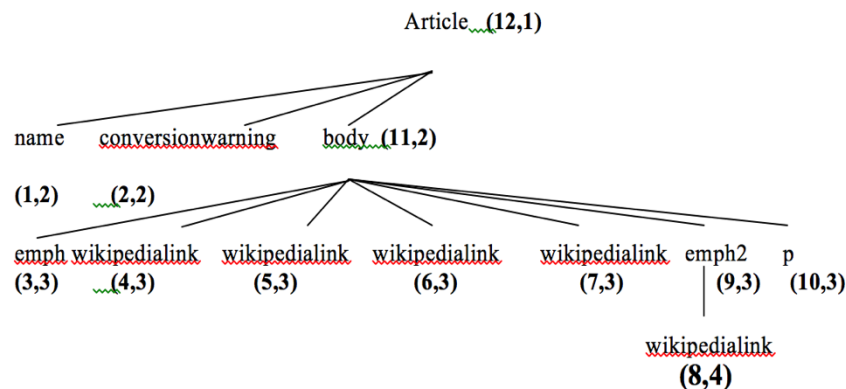 Article (12,1)
name conversionwarning body (11,2)
(1,2) (2,2)
emph wikipedialink wikipedialink wikipedialink wikipedialink emph2 p
(3,3) (4,3) (5,3) (6,3) (7,3) (9,3) (10,3)
wikipedialink
(8,4)